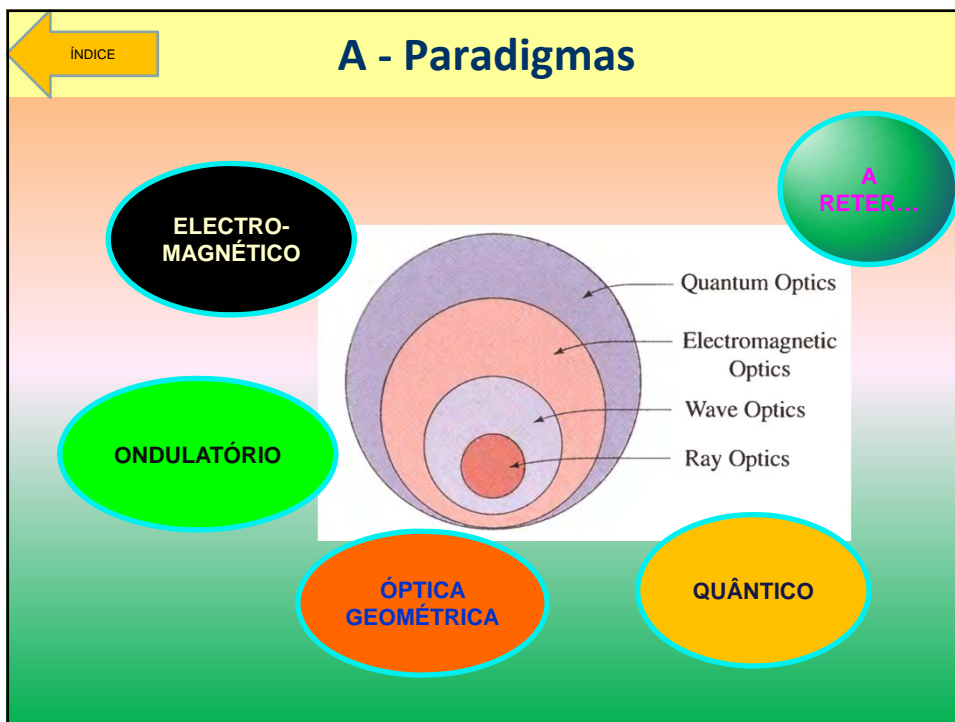 ÍNDICE
A - Paradigmas
A
RETER...
ELECTRO-
MAGNÉTICO
Quantum Optics
Electromagnetic
Optics
Wave Optics
Ray Optics
ONDULATÓRIO
ÓPTICA
GEOMÉTRICA
QUÂNTICO